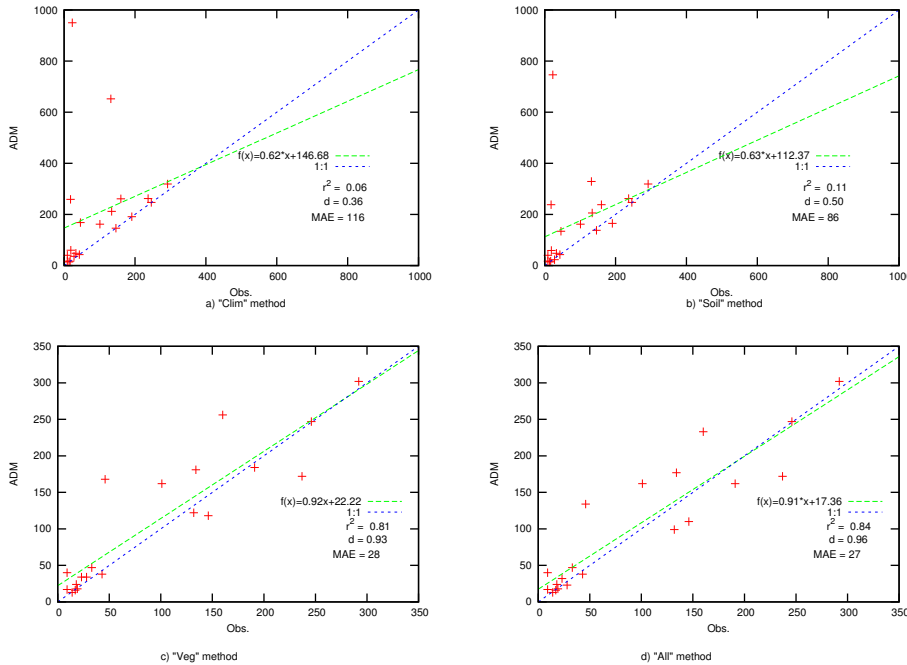 1000
800
600
400
200
0
0 200 400 600 800 1000
ADM
Obs.
f(x)=0.62*x+146.68
1:1
r² = 0.06
d = 0.36
MAE = 116
a) "Clim" method
1000
800
600
400
200
0
0 200 400 600 800 1000
ADM
Obs.
f(x)=0.63*x+112.37
1:1
r² = 0.11
d = 0.50
MAE = 86
b) "Soil" method
350
300
250
200
150
100
50
0
0 50 100 150 200 250 300 350
ADM
Obs.
f(x)=0.92x+22.22
1:1
r² = 0.81
d = 0.93
MAE = 28
c) "Veg" method
350
300
250
200
150
100
50
0
0 50 100 150 200 250 300 350
ADM
Obs.
f(x)=0.91*x+17.36
1:1
r² = 0.84
d = 0.96
MAE = 27
d) "All" method